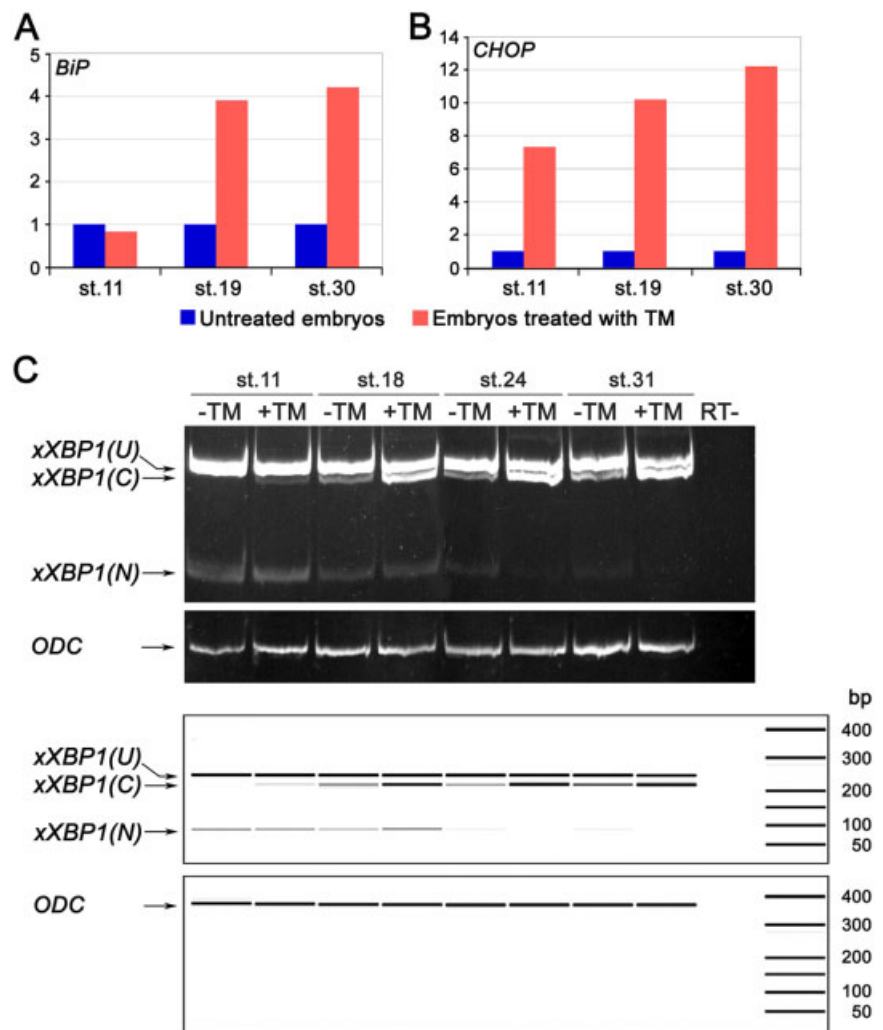 A
B
BiP
5
4
3
2
1
0
st.11 st.19 st.30
CHOP
14
12
10
8
6
4
2
0
st.11 st.19 st.30
Untreated embryos Embryos treated with TM
C
st.11 st.18 st.24 st.31
-TM +TM -TM +TM -TM +TM -TM +TM RT-
xXBP1(U)
xXBP1(C)
xXBP1(N)
ODC
bp
xXBP1(U)
xXBP1(C)
xXBP1(N)
400
300
200
100
50
ODC
400
300
200
100
50